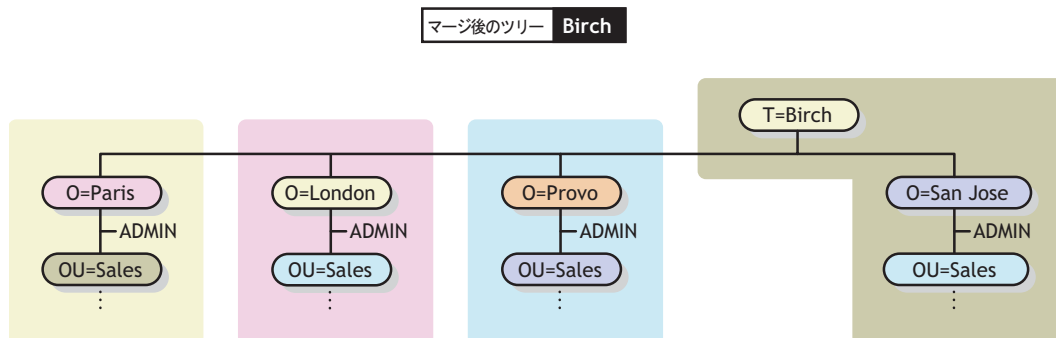 マージ後のツリー Birch
T=Birch
O=Paris O=London O=Provo O=San Jose
ADMIN ADMIN ADMIN ADMIN
OU=Sales OU=Sales OU=Sales OU=Sales